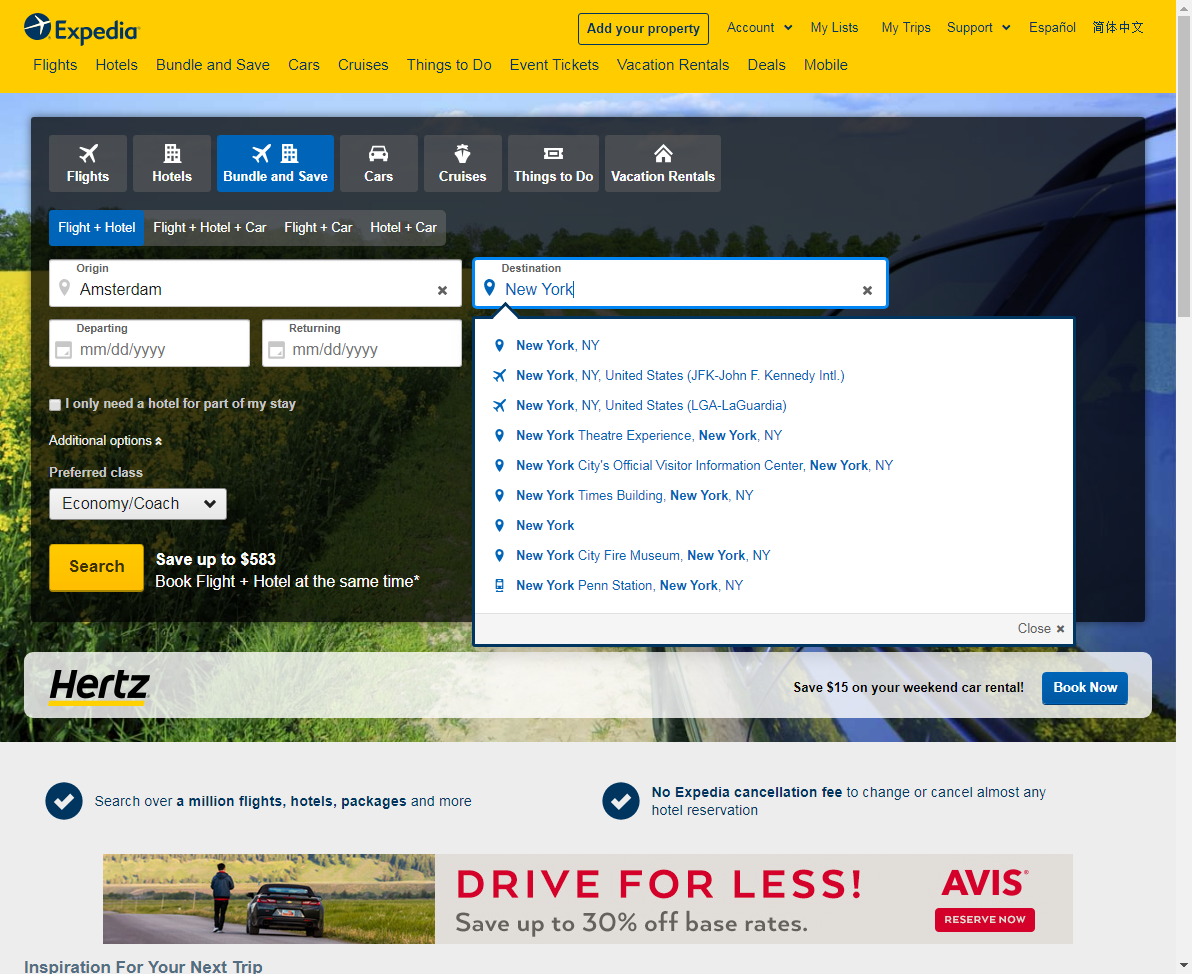 Expedia
Add your property
Account
My Lists
My Trips
Support
Español
简体中文
Flights
Hotels
Bundle and Save
Cars
Cruises
Things to Do
Event Tickets
Vacation Rentals
Deals
Mobile
Flights
Hotels
Bundle and Save
Cars
Cruises
Things to Do
Vacation Rentals
Flight + Hotel
Flight + Hotel + Car
Flight + Car
Hotel + Car
Origin
Amsterdam
Destination
New York
Departing
mm/dd/yyyy
Returning
mm/dd/yyyy
I only need a hotel for part of my stay
Additional options
Preferred class
Economy/Coach
Search
Save up to $583
Book Flight + Hotel at the same time*
New York, NY
New York, NY, United States (JFK-John F. Kennedy Intl.)
New York, NY, United States (LGA-LaGuardia)
New York Theatre Experience, New York, NY
New York City's Official Visitor Information Center, New York, NY
New York Times Building, New York, NY
New York
New York City Fire Museum, New York, NY
New York Penn Station, New York, NY
Close
Hertz
Save $15 on your weekend car rental!
Book Now
Search over a million flights, hotels, packages and more
No Expedia cancellation fee to change or cancel almost any
hotel reservation
DRIVE FOR LESS!
Save up to 30% off base rates.
AVIS
RESERVE NOW
Inspiration For Your Next Trip